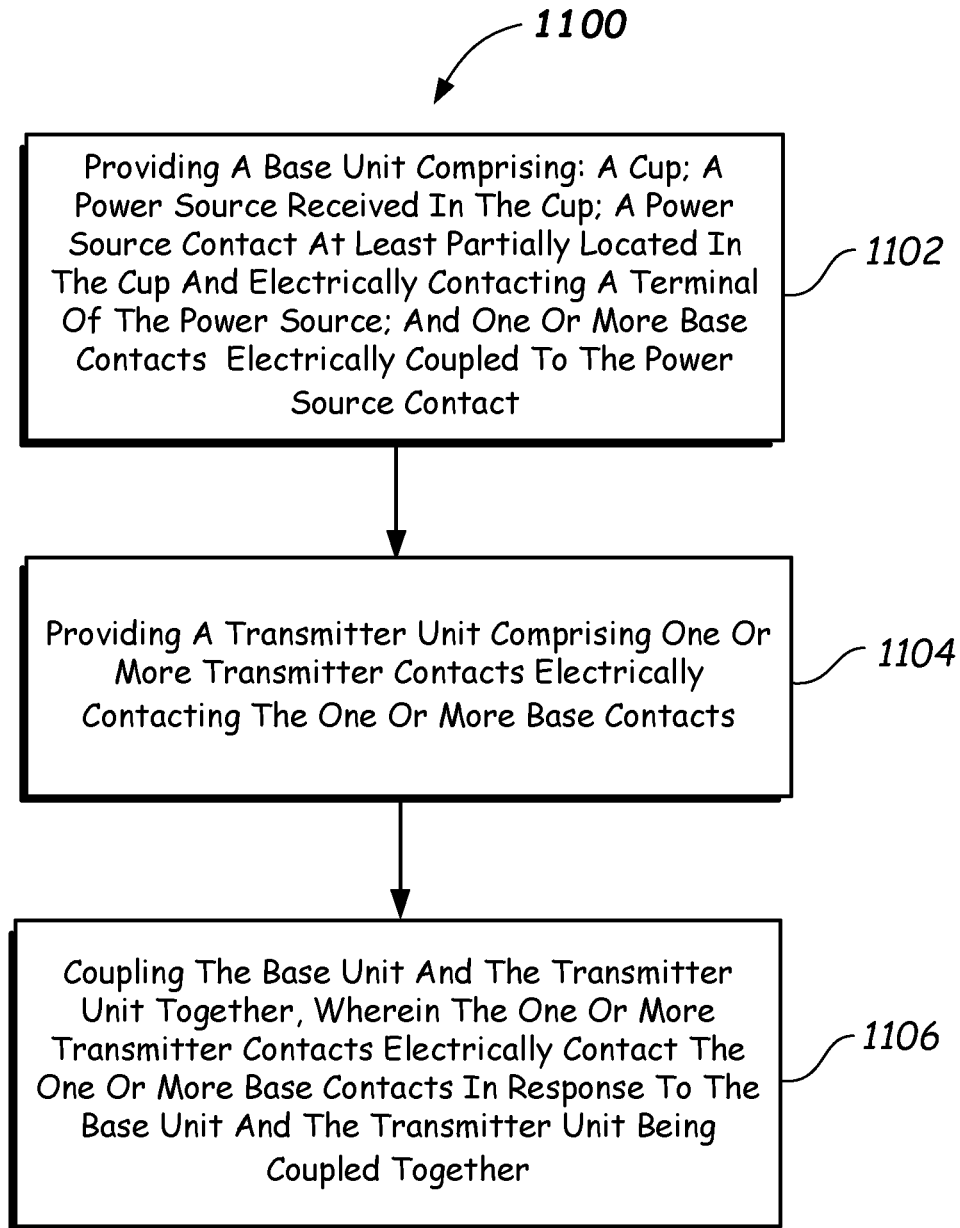 1100
Providing A Base Unit Comprising: A Cup; A
Power Source Received In The Cup; A Power
Source Contact At Least Partially Located In
The Cup And Electrically Contacting A Terminal
Of The Power Source; And One Or More Base
Contacts Electrically Coupled To The Power
Source Contact
1102
Providing A Transmitter Unit Comprising One Or
More Transmitter Contacts Electrically
Contacting The One Or More Base Contacts
1104
Coupling The Base Unit And The Transmitter
Unit Together, Wherein The One Or More
Transmitter Contacts Electrically Contact The
One Or More Base Contacts In Response To The
Base Unit And The Transmitter Unit Being
Coupled Together
1106